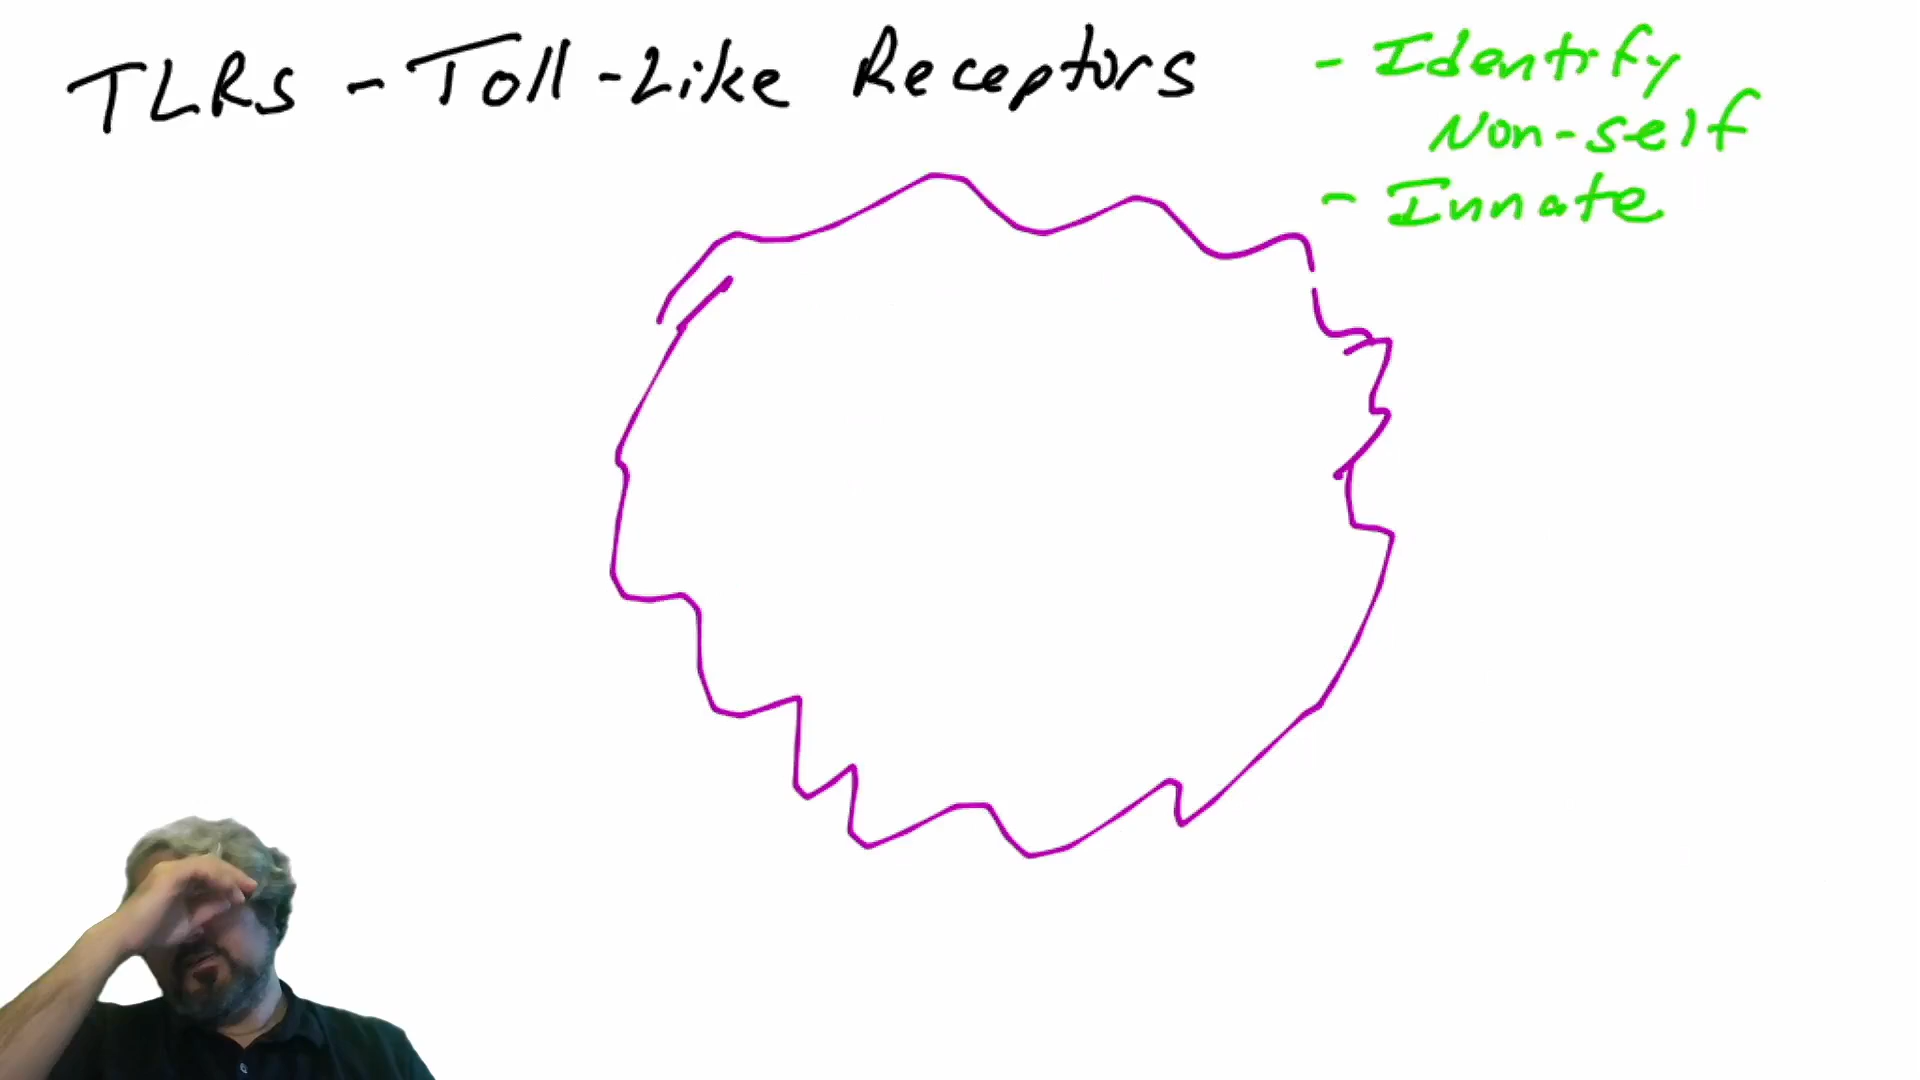 TLRs - Toll-Like Receptors
- Identify
Non-self
- Innate